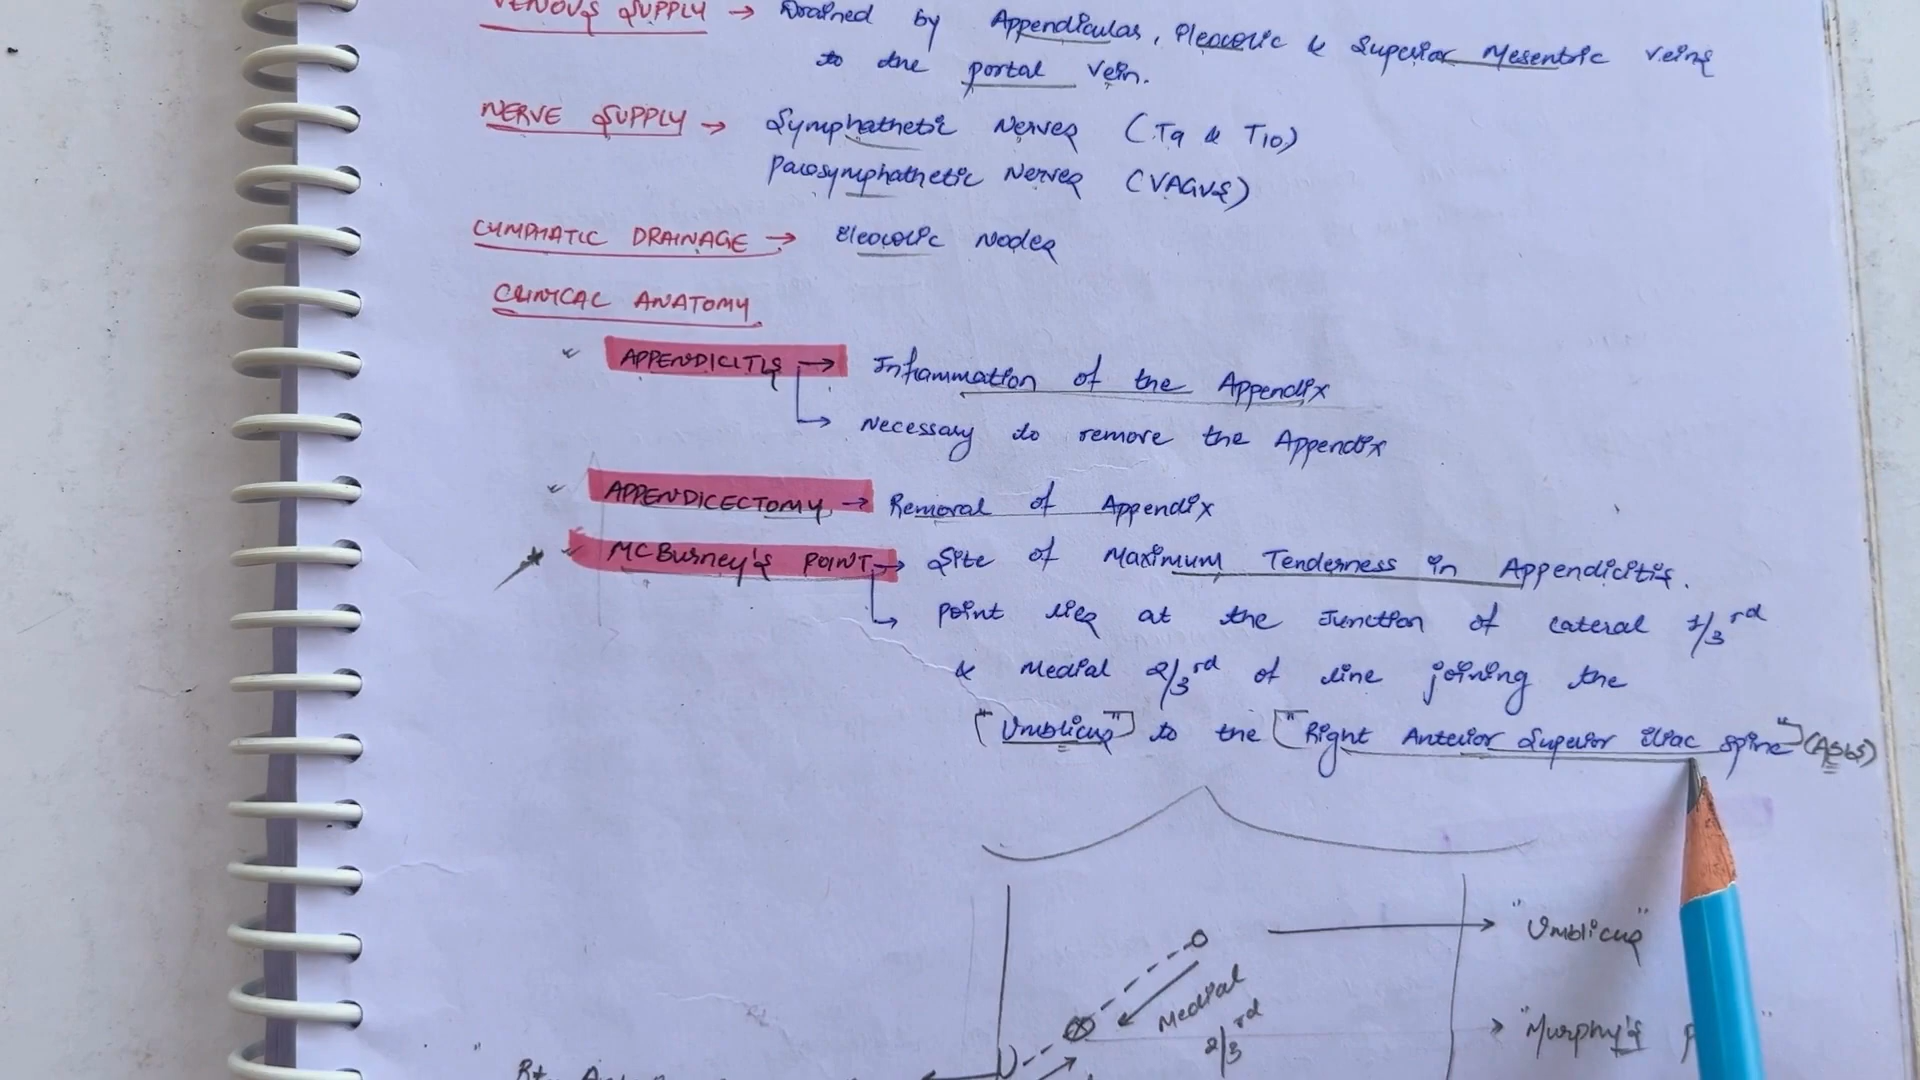 VENOUS SUPPLY → Drained by Appendicular, Ileocolic & Superior Mesentric veins
to the portal vein.
NERVE SUPPLY → Symphathetic Nerves (T9 & T10)
Parasymphathetic Nerves (VAGUS)
LYMPHATIC DRAINAGE → Ileocolic Nodes
CLINICAL ANATOMY
APPENDICITIS → Inflammation of the Appendix
→ Necessary to remove the Appendix
APPENDICECTOMY → Removal of Appendix
MCBurney's POINT → Site of Maximum Tenderness in Appendicitis.
→ Point lies at the Junction of Lateral 1/3rd
& Medial 2/3rd of line joining the
["Umblicus"] to the ["Right Anterior Superior iliac spine"] (ASIS)
"Umblicus"
Medial
2/3rd
"Murphy's
Rt